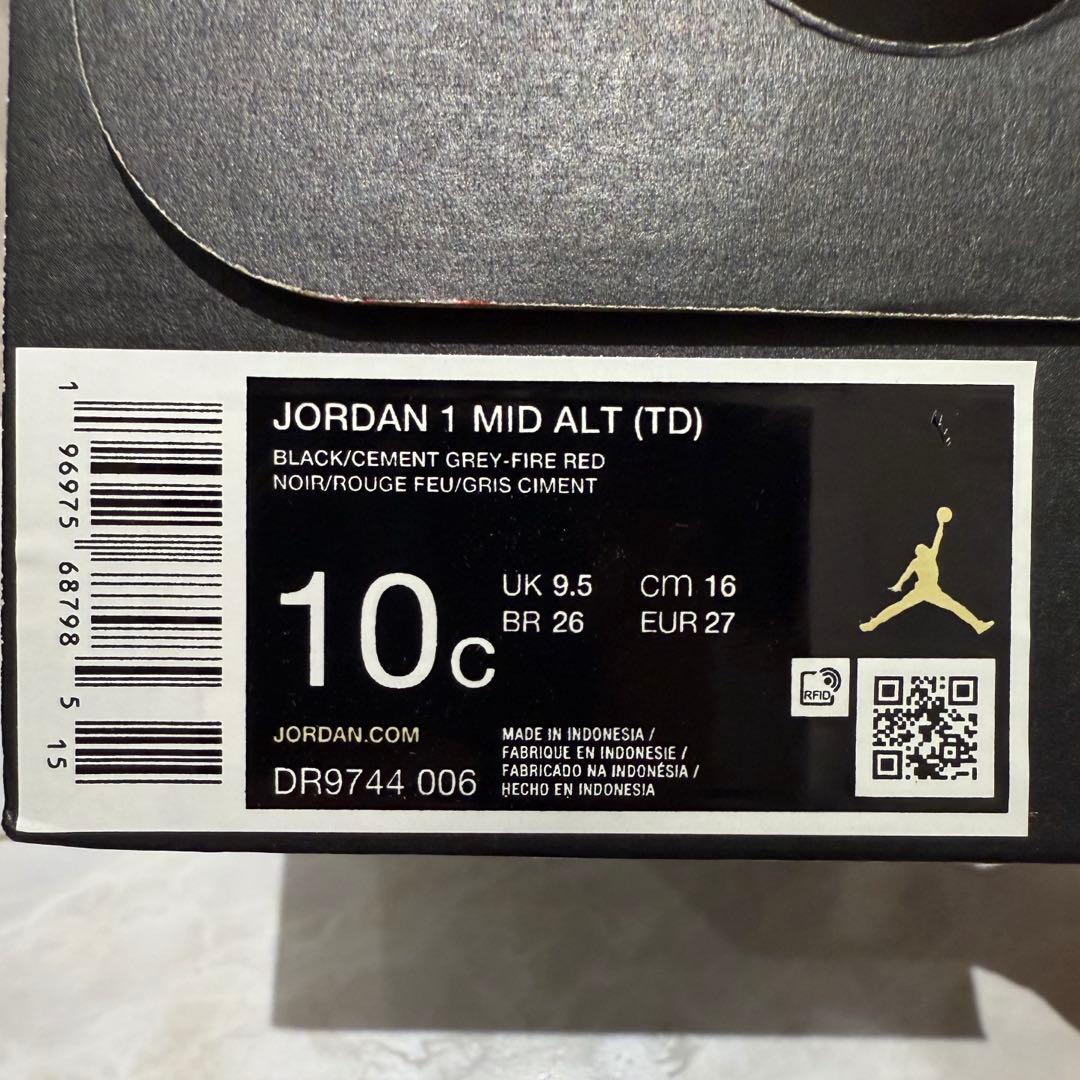 1 96975 68798 5 15
JORDAN 1 MID ALT (TD)
BLACK/CEMENT GREY-FIRE RED
NOIR/ROUGE FEU/GRIS CIMENT
10C
UK 9.5 cm 16
BR 26 EUR 27
RFID
JORDAN.COM
DR9744 006
MADE IN INDONESIA /
FABRIQUE EN INDONESIE /
FABRICADO NA INDONÉSIA /
HECHO EN INDONESIA